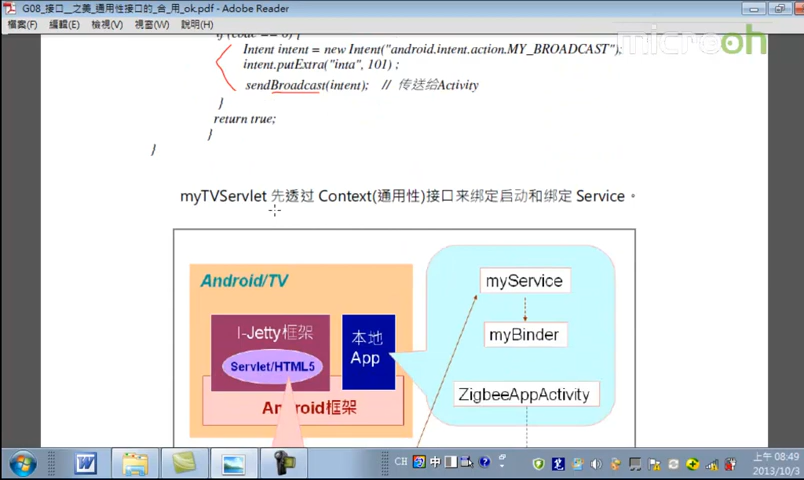 G08_接口__之美_通用性接口的_合_用_ok.pdf - Adobe Reader
檔案(F) 編輯(E) 檢視(V) 視窗(W) 說明(H)
microoh
if (code == 0) {
Intent intent = new Intent("android.intent.action.MY_BROADCAST");
intent.putExtra("inta", 101) ;
sendBroadcast(intent); // 传送给Activity
}
return true;
}
}
myTVServlet 先透过 Context(通用性)接口来绑定启动和绑定 Service。
Android/TV
I-Jetty框架
Servlet/HTML5
本地
App
Android框架
myService
myBinder
ZigbeeAppActivity
CH 中
上午 08:49
2013/10/3